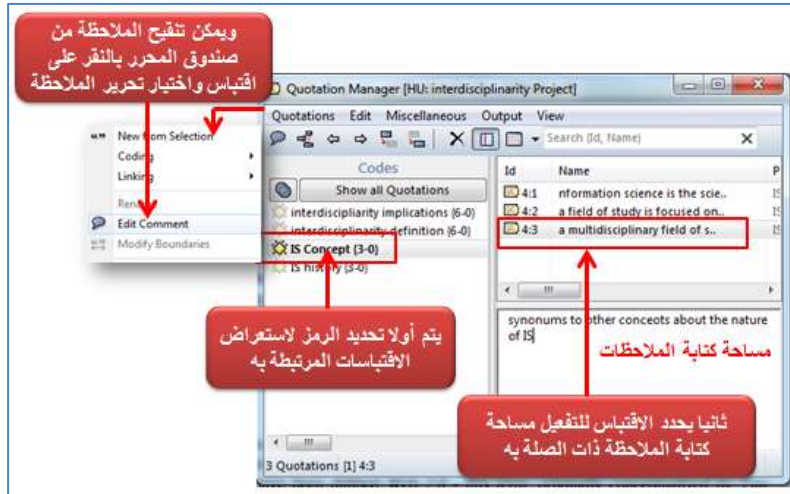 ويمكن تنقيح الملاحظة من
صندوق المحرر بالنقر على
اقتباس واختيار تحرير الملاحظة
Quotation Manager [HU: interdisciplinarity Project]
Quotations Edit Miscellaneous Output View
Search (Id, Name)
New from Selection
Coding
Linking
Edit Comment
Modify Boundaries
Codes
Show all Quotations
interdiscipliarity implications {6-0}
interdisciplinarity definition {6-0}
IS Concept {3-0}
IS history {3-0}
Id Name P
4:1 nformation science is the scie..
4:2 a field of study is focused on..
4:3 a multidisciplinary field of s..
synonums to other conceots about the nature
of IS
مساحة كتابة الملاحظات
يتم أولا تحديد الرمز لاستعراض
الاقتباسات المرتبطة به
ثانيا يحدد الاقتباس للتفعيل مساحة
كتابة الملاحظة ذات الصلة به
3 Quotations [1] 4:3